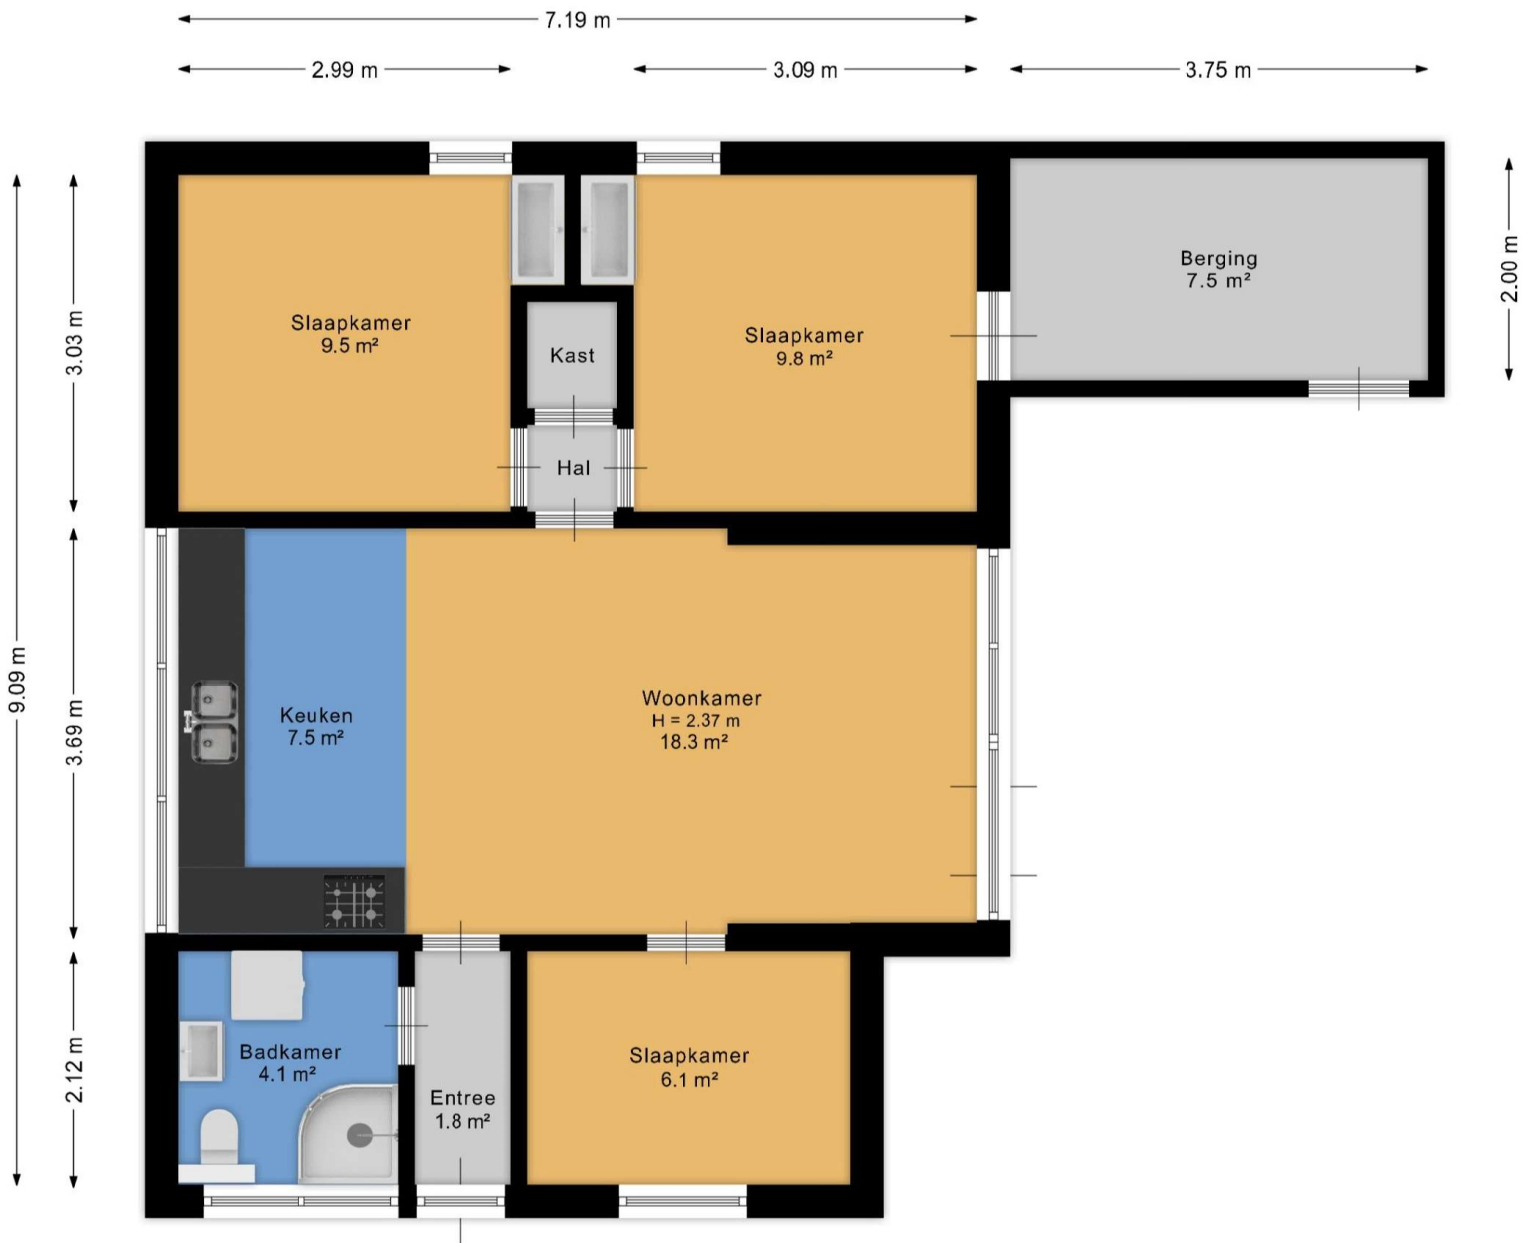 7.19 m
2.99 m
3.09 m
3.75 m
9.09 m
3.03 m
3.69 m
2.12 m
2.00 m
Slaapkamer
9.5 m²
Kast
Hal
Slaapkamer
9.8 m²
Berging
7.5 m²
Keuken
7.5 m²
Woonkamer
H = 2.37 m
18.3 m²
Badkamer
4.1 m²
Entree
1.8 m²
Slaapkamer
6.1 m²